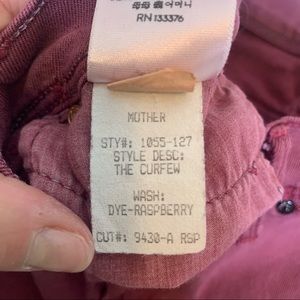 RN 133376
MOTHER
STY#: 1055-127
STYLE DESC:
THE CURFEW
WASH:
DYE-RASPBERRY
CUT#: 9430-A RSP